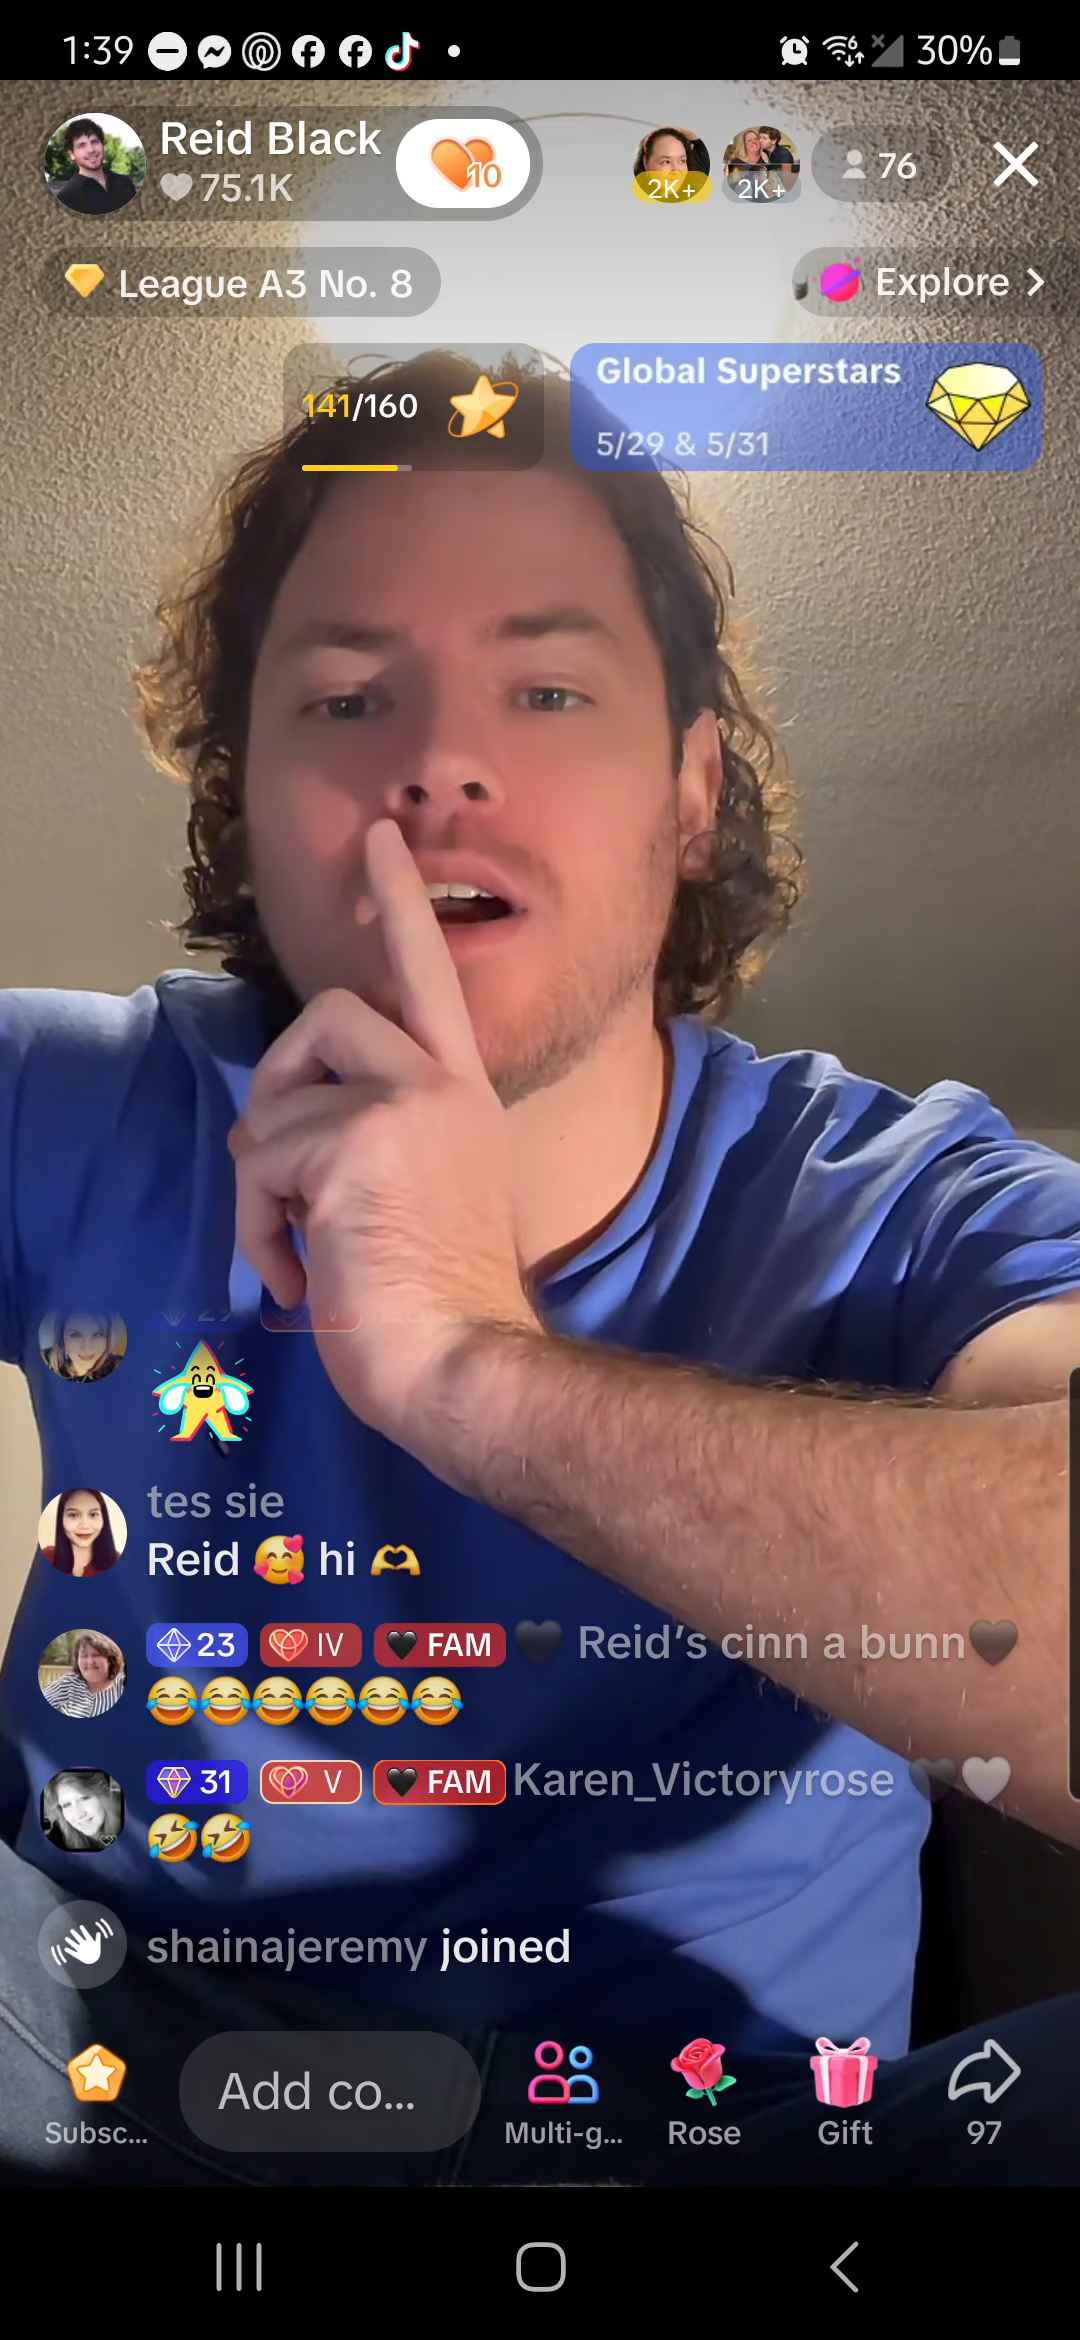 1:39
30%
Reid Black
75.1K
10
2K+
2K+
76
League A3 No. 8
Explore
141/160
Global Superstars
5/29 & 5/31
tes sie
Reid 🥰 hi 🫶
23 IV 🖤 FAM 🖤 Reid's cinn a bunn🖤
😂😂😂😂😂😂
31 V 🖤 FAM Karen_Victoryrose 🖤🤍
🤣🤣
shainajeremy joined
Add co...
Subsc...
Multi-g...
Rose
Gift
97